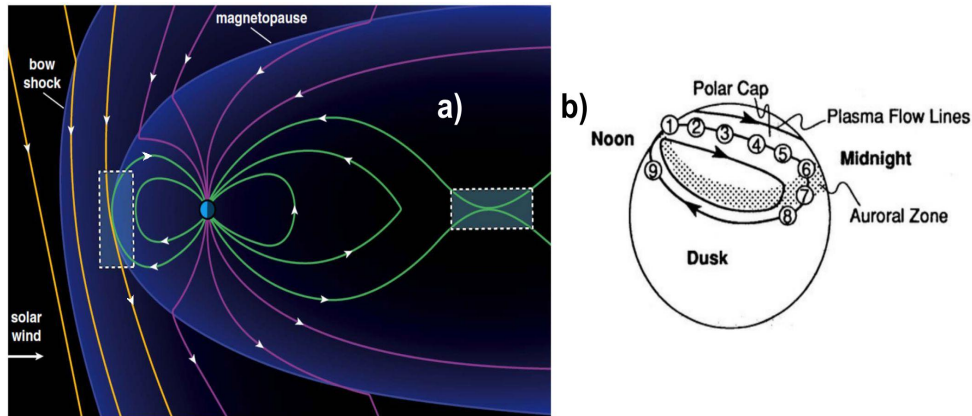 magnetopause
bow
shock
a)
solar
wind
b)
Polar Cap
Plasma Flow Lines
Noon
① ② ③ ④ ⑤
Midnight
⑥
⑨
⑦
Auroral Zone
⑧
Dusk